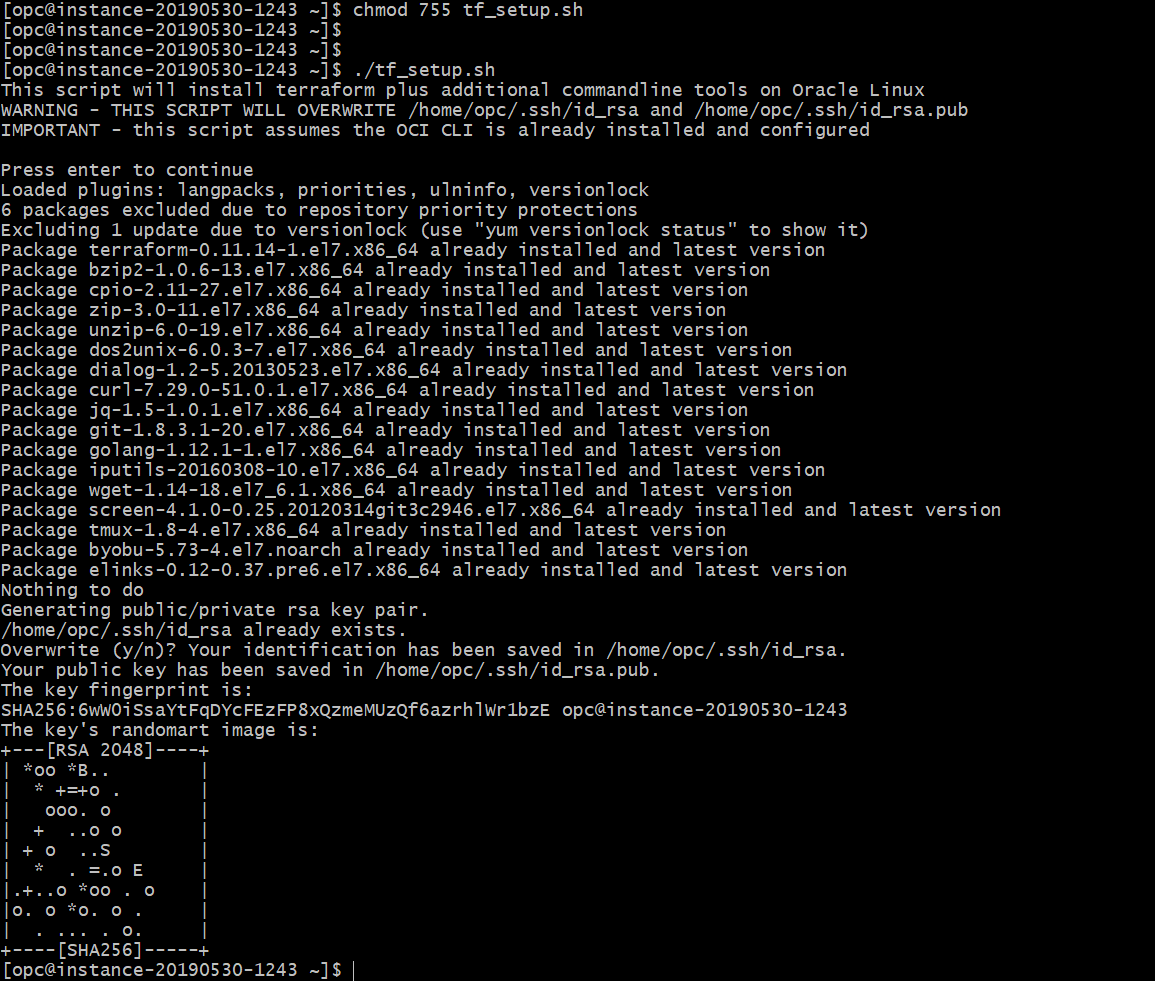 [opc@instance-20190530-1243 ~]$ chmod 755 tf_setup.sh
[opc@instance-20190530-1243 ~]$
[opc@instance-20190530-1243 ~]$
[opc@instance-20190530-1243 ~]$ ./tf_setup.sh
This script will install terraform plus additional commandline tools on Oracle Linux
WARNING - THIS SCRIPT WILL OVERWRITE /home/opc/.ssh/id_rsa and /home/opc/.ssh/id_rsa.pub
IMPORTANT - this script assumes the OCI CLI is already installed and configured

Press enter to continue
Loaded plugins: langpacks, priorities, ulninfo, versionlock
6 packages excluded due to repository priority protections
Excluding 1 update due to versionlock (use "yum versionlock status" to show it)
Package terraform-0.11.14-1.el7.x86_64 already installed and latest version
Package bzip2-1.0.6-13.el7.x86_64 already installed and latest version
Package cpio-2.11-27.el7.x86_64 already installed and latest version
Package zip-3.0-11.el7.x86_64 already installed and latest version
Package unzip-6.0-19.el7.x86_64 already installed and latest version
Package dos2unix-6.0.3-7.el7.x86_64 already installed and latest version
Package dialog-1.2-5.20130523.el7.x86_64 already installed and latest version
Package curl-7.29.0-51.0.1.el7.x86_64 already installed and latest version
Package jq-1.5-1.0.1.el7.x86_64 already installed and latest version
Package git-1.8.3.1-20.el7.x86_64 already installed and latest version
Package golang-1.12.1-1.el7.x86_64 already installed and latest version
Package iputils-20160308-10.el7.x86_64 already installed and latest version
Package wget-1.14-18.el7_6.1.x86_64 already installed and latest version
Package screen-4.1.0-0.25.20120314git3c2946.el7.x86_64 already installed and latest version
Package tmux-1.8-4.el7.x86_64 already installed and latest version
Package byobu-5.73-4.el7.noarch already installed and latest version
Package elinks-0.12-0.37.pre6.el7.x86_64 already installed and latest version
Nothing to do
Generating public/private rsa key pair.
/home/opc/.ssh/id_rsa already exists.
Overwrite (y/n)? Your identification has been saved in /home/opc/.ssh/id_rsa.
Your public key has been saved in /home/opc/.ssh/id_rsa.pub.
The key fingerprint is:
SHA256:6wW0iSsaYtFqDYcFEzFP8xQzmeMUzQf6azrhlWr1bzE opc@instance-20190530-1243
The key's randomart image is:
+---[RSA 2048]----+
| *oo *B..        |
|  * +=+o .       |
|   ooo. o        |
|  +  ..o o       |
| + o  ..S        |
|  *  . =.o E     |
|.+..o *oo . o    |
|o. o *o. o .     |
|  . ... . o.     |
+----[SHA256]-----+
[opc@instance-20190530-1243 ~]$